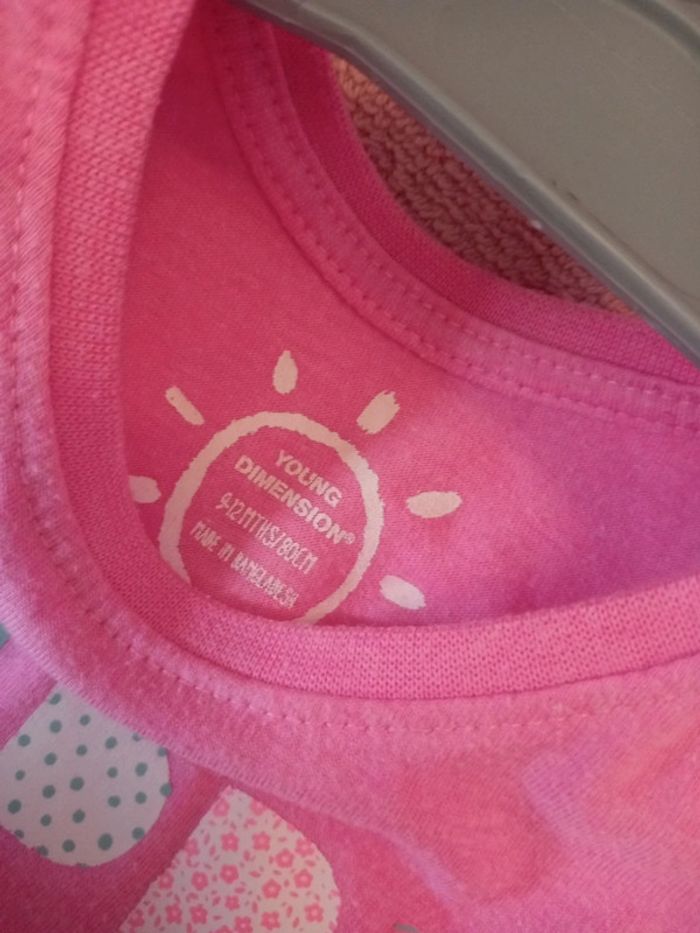 YOUNG
DIMENSION®
9-12MTHS/80CM
MADE IN BANGLADESH